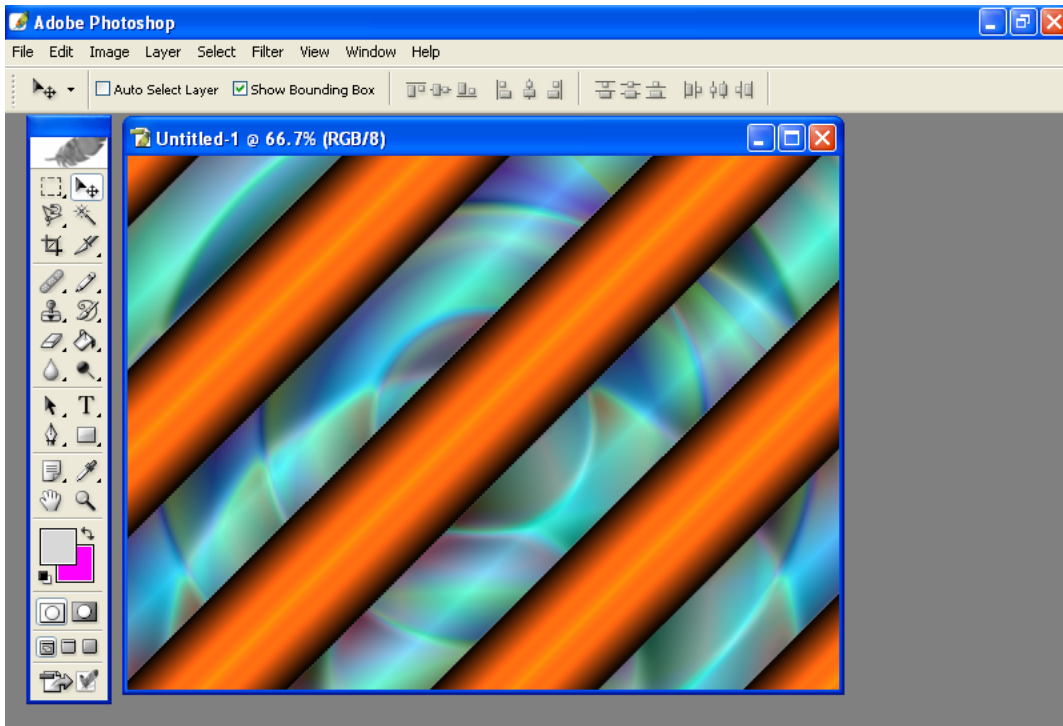 Adobe Photoshop
File Edit Image Layer Select Filter View Window Help
Auto Select Layer Show Bounding Box
Untitled-1 @ 66.7% (RGB/8)
T